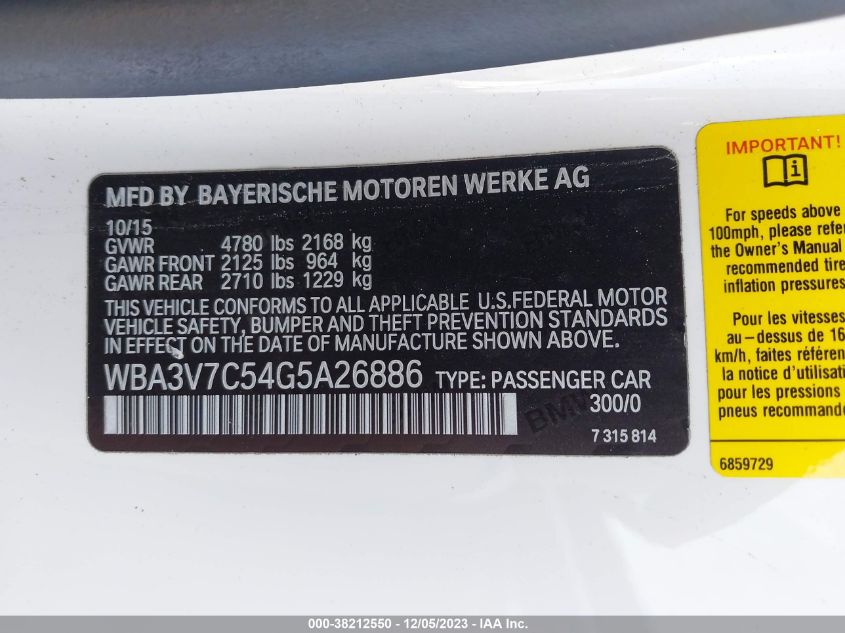 MFD BY BAYERISCHE MOTOREN WERKE AG
10/15
GVWR 4780 lbs 2168 kg
GAWR FRONT 2125 lbs 964 kg
GAWR REAR 2710 lbs 1229 kg
THIS VEHICLE CONFORMS TO ALL APPLICABLE U.S.FEDERAL MOTOR
VEHICLE SAFETY, BUMPER AND THEFT PREVENTION STANDARDS
IN EFFECT ON THE DATE OF MANUFACTURE SHOWN ABOVE.
WBA3V7C54G5A26886 TYPE: PASSENGER CAR
300/0
BMW
7 315 814
IMPORTANT!
For speeds above
100mph, please refer
the Owner's Manual
recommended tire
inflation pressures
Pour les vitesses
au-dessus de 16
km/h, faites référen
la notice d'utilisat
pour les pressions
pneus recommandé
6859729
000-38212550 - 12/05/2023 - IAA Inc.